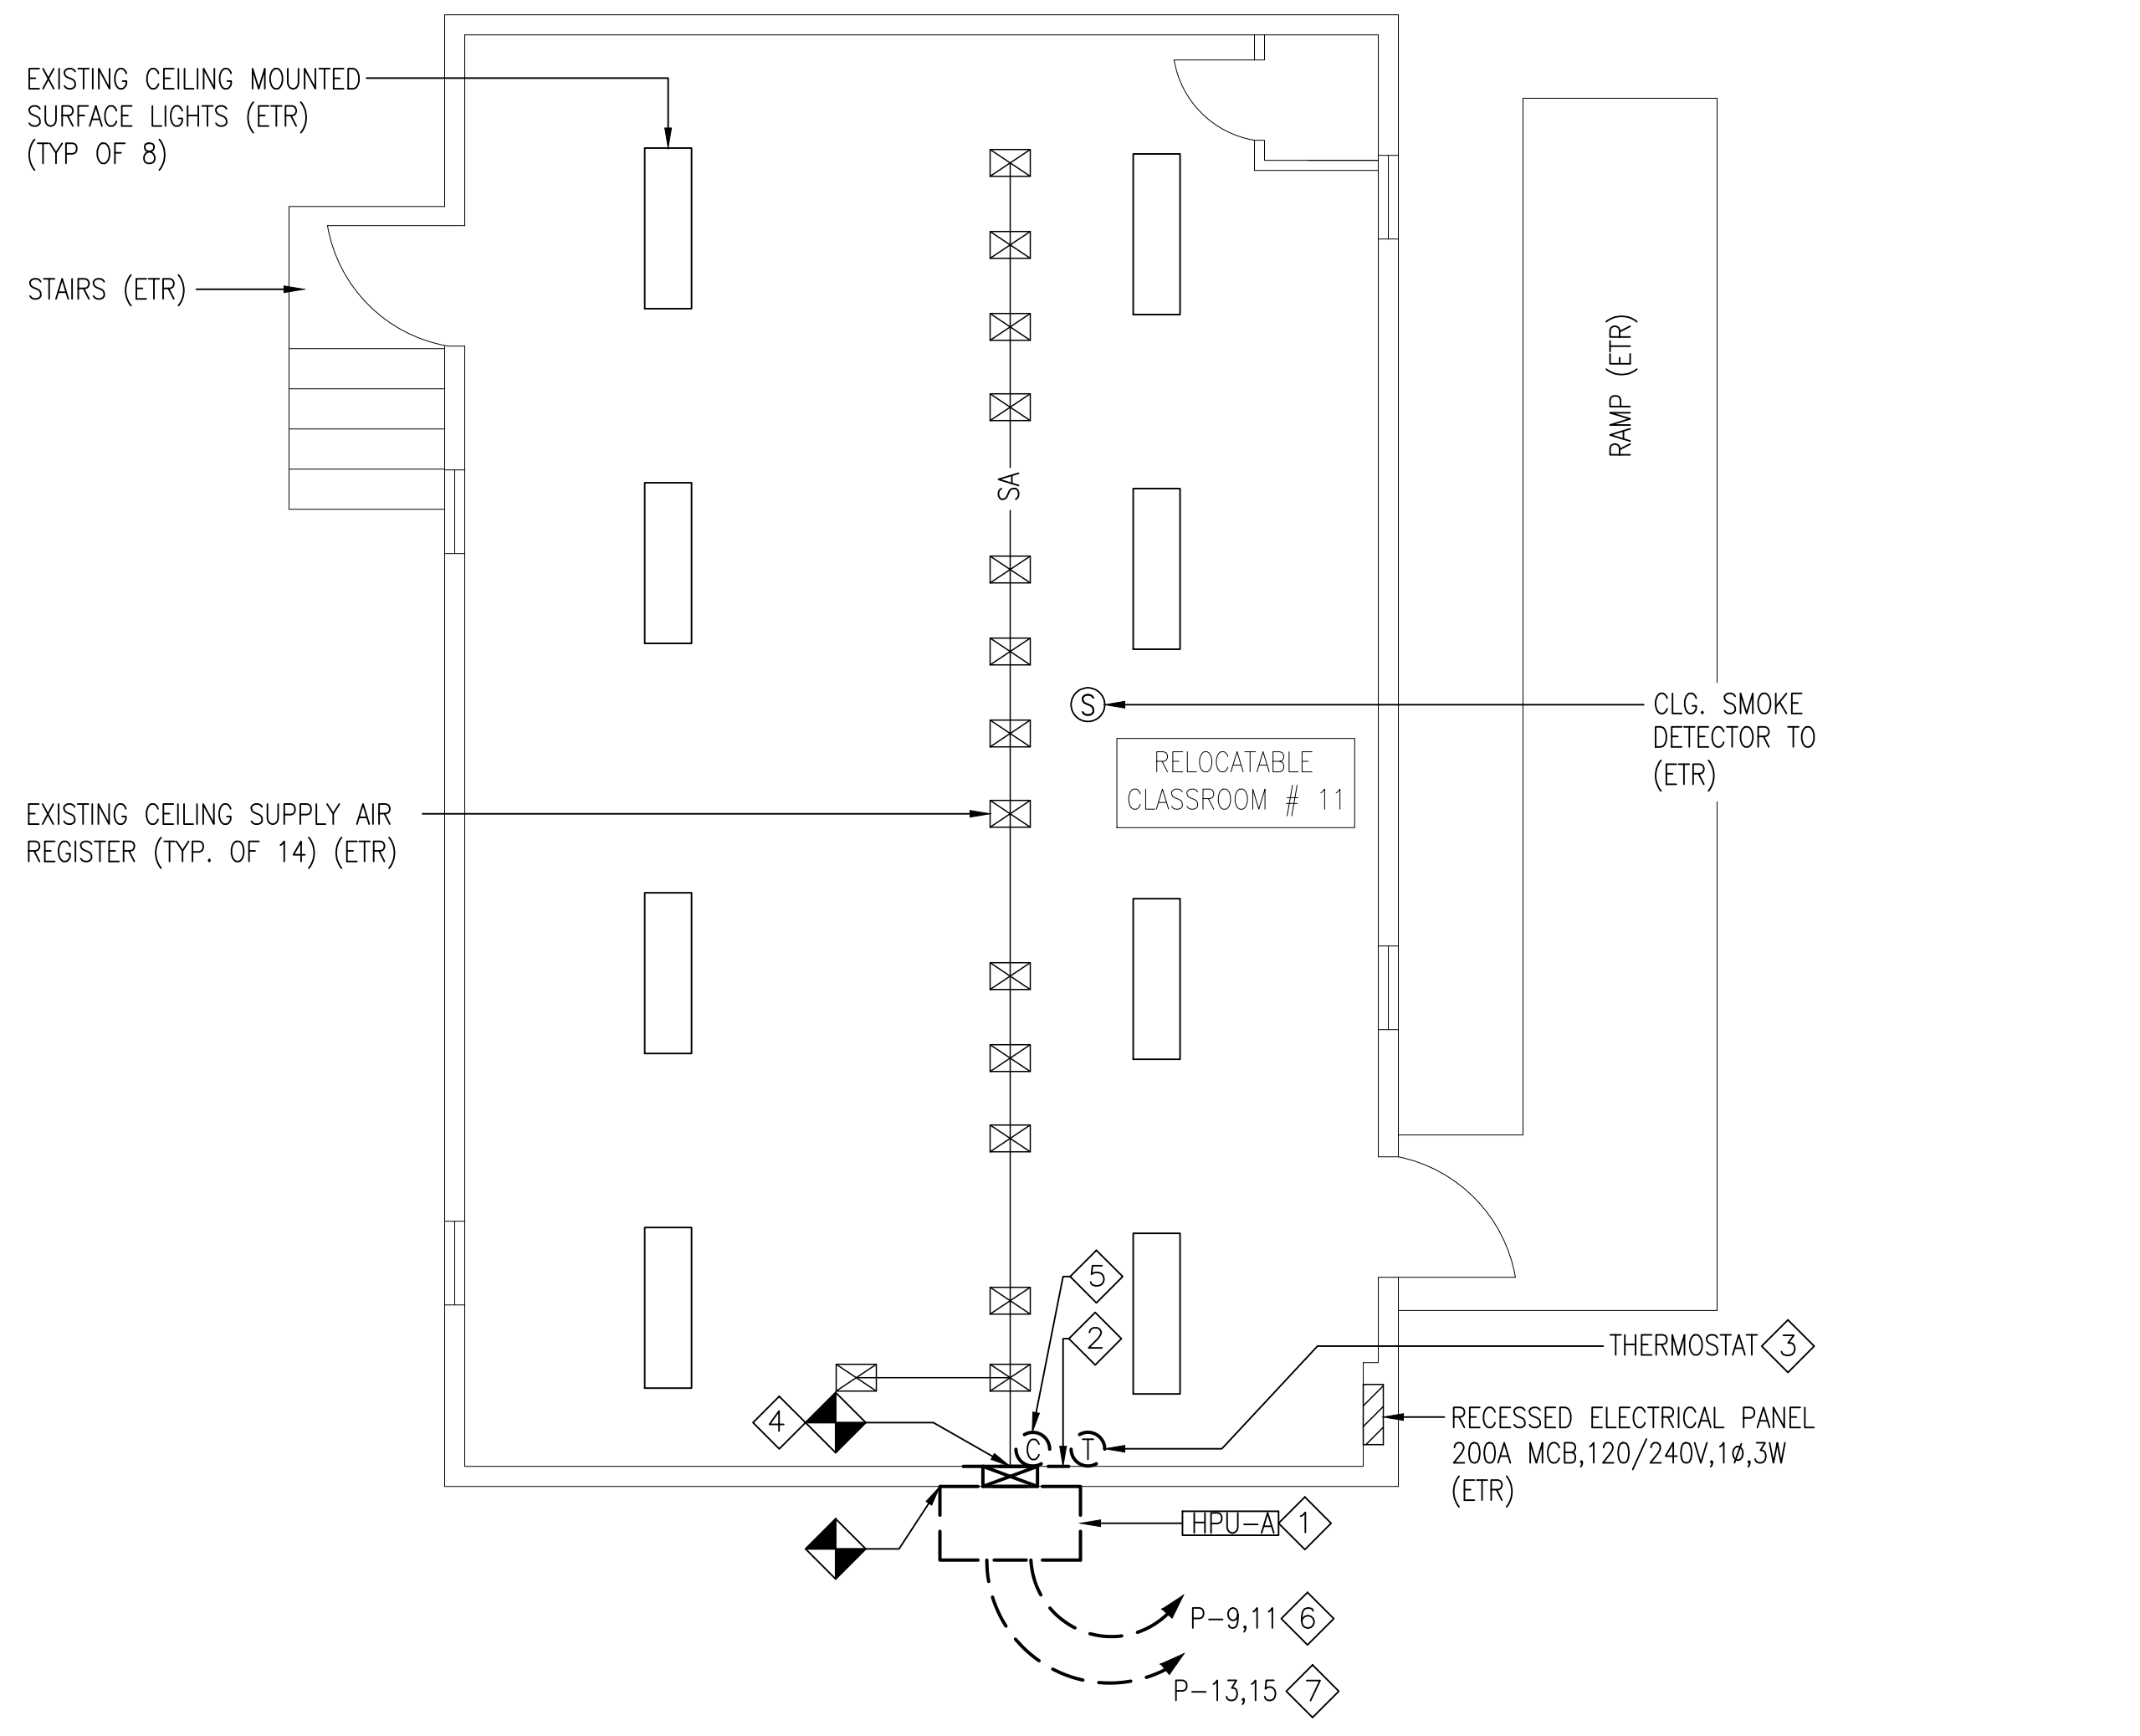 EXISTING CEILING MOUNTED
SURFACE LIGHTS (ETR)
(TYP OF 8)
STAIRS (ETR)
RAMP (ETR)
SA
S
CLG. SMOKE
DETECTOR TO
(ETR)
RELOCATABLE
CLASSROOM # 11
EXISTING CEILING SUPPLY AIR
REGISTER (TYP. OF 14) (ETR)
5
2
THERMOSTAT 3
4
C
T
RECESSED ELECTRICAL PANEL
200A MCB,120/240V,1ø,3W
(ETR)
HPU-A 1
P-9,11 6
P-13,15 7